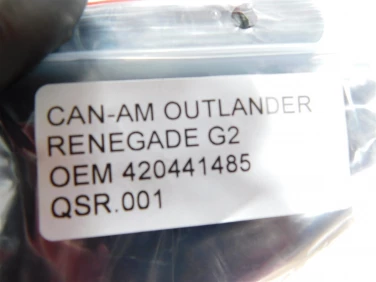 CAN-AM OUTLANDER
RENEGADE G2
OEM 420441485
QSR.001